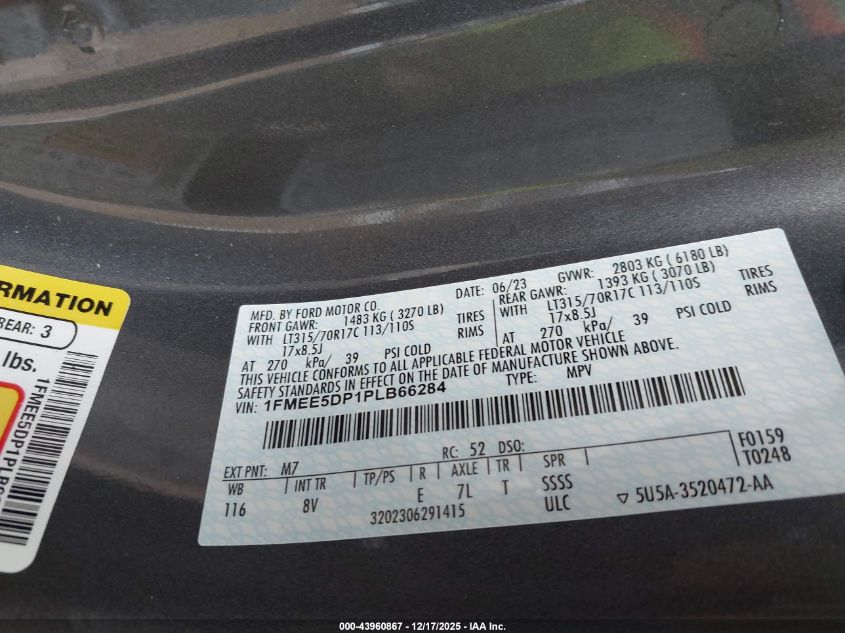 RMATION
REAR: 3
lbs.
1FMEE5DP1PLB6
MFD. BY FORD MOTOR CO.
DATE: 06/23 GVWR: 2803 KG ( 6180 LB)
FRONT GAWR: 1483 KG ( 3270 LB)
REAR GAWR: 1393 KG ( 3070 LB)
WITH LT315/70R17C 113/110S TIRES
WITH LT315/70R17C 113/110S TIRES
17x8.5J RIMS
17x8.5J RIMS
AT 270 kPa/ 39 PSI COLD
AT 270 kPa/ 39 PSI COLD
THIS VEHICLE CONFORMS TO ALL APPLICABLE FEDERAL MOTOR VEHICLE
SAFETY STANDARDS IN EFFECT ON THE DATE OF MANUFACTURE SHOWN ABOVE.
VIN: 1FMEE5DP1PLB66284 TYPE: MPV
EXT PNT: M7 RC: 52 DSO: F0159
WB INT TR TP/PS R AXLE TR SPR T0248
116 8V E 7L T SSSS
3202306291415 ULC 5U5A-3520472-AA
000-43960867 - 12/17/2025 - IAA Inc.